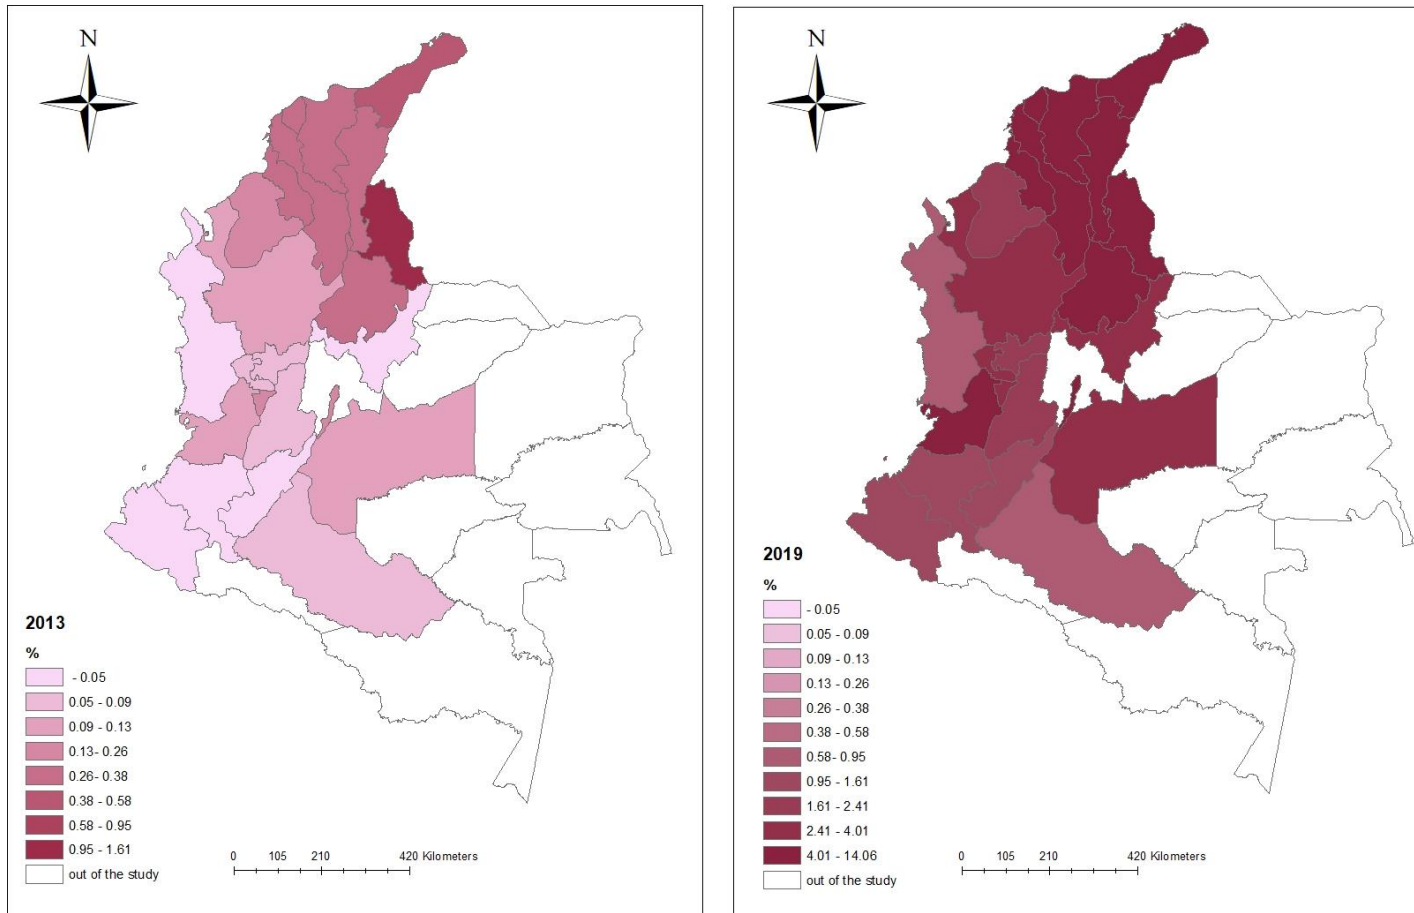 N
2013
%
- 0.05
0.05 - 0.09
0.09 - 0.13
0.13- 0.26
0.26 - 0.38
0.38 - 0.58
0.58 - 0.95
0.95 - 1.61
out of the study
0 105 210 420 Kilometers
N
2019
%
- 0.05
0.05 - 0.09
0.09 - 0.13
0.13 - 0.26
0.26 - 0.38
0.38 - 0.58
0.58- 0.95
0.95 - 1.61
1.61 - 2.41
2.41 - 4.01
4.01 - 14.06
out of the study
0 105 210 420 Kilometers